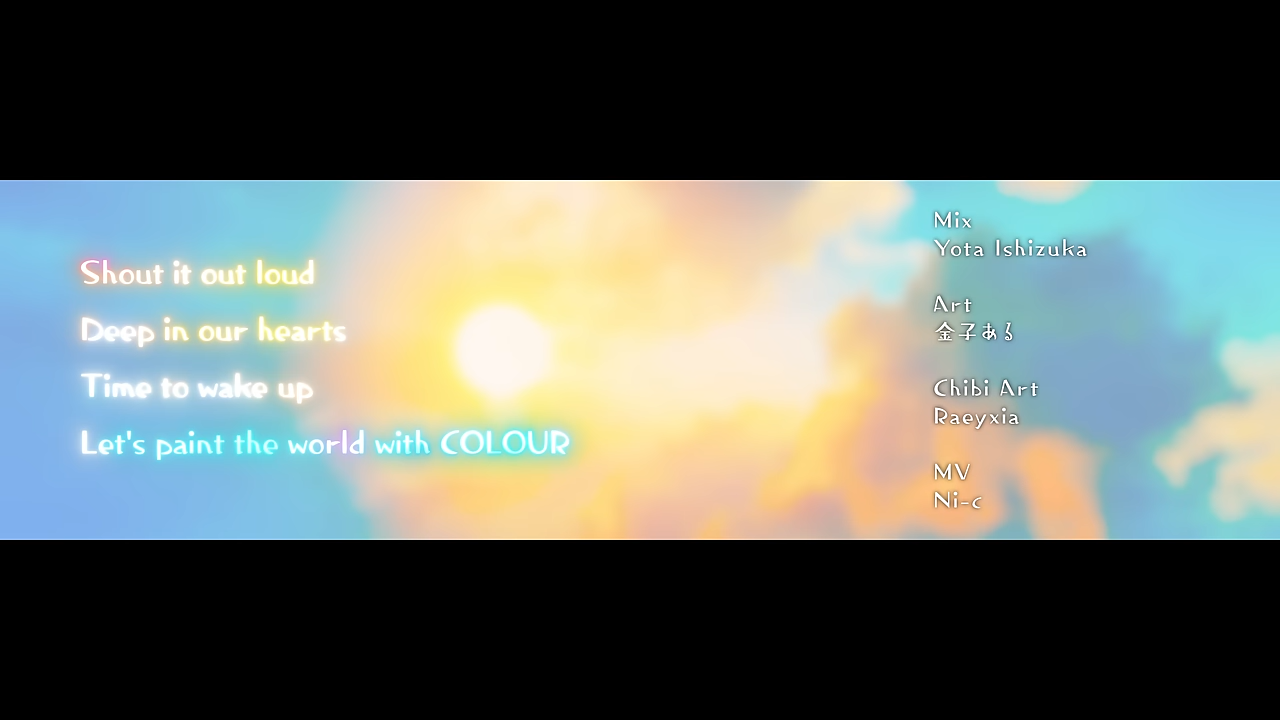 Shout it out loud
Deep in our hearts
Time to wake up
Let's paint the world with COLOUR
Mix
Yota Ishizuka
Art
金子ある
Chibi Art
Raeyxia
MV
Ni-c